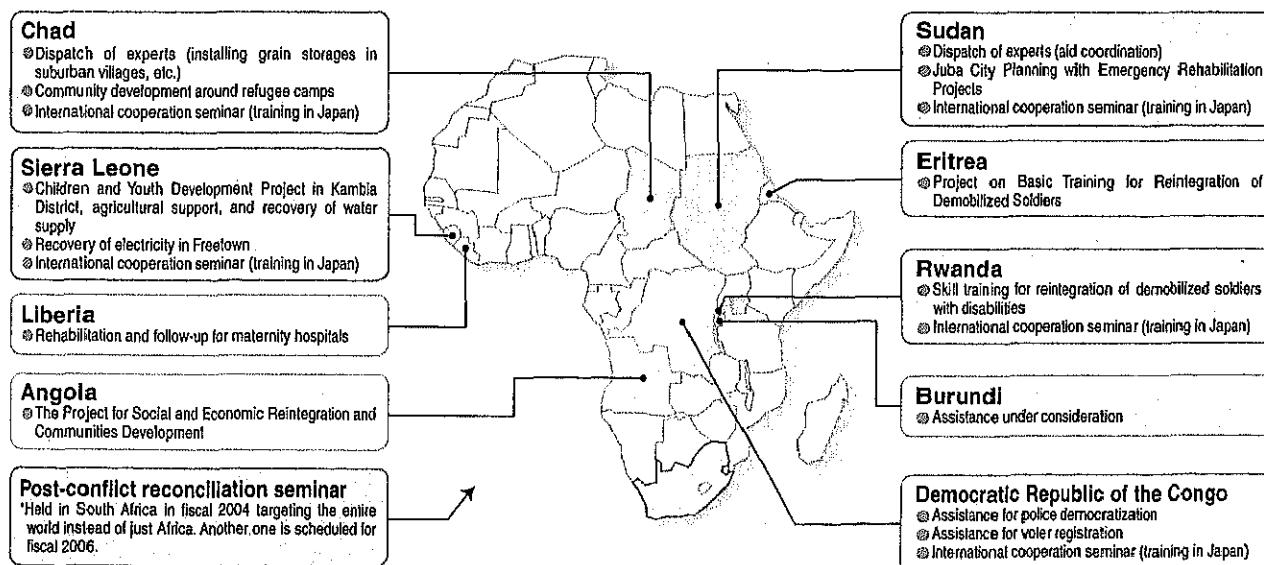 Chad
Dispatch of experts (installing grain storages in
suburban villages, etc.)
Community development around refugee camps
International cooperation seminar (training in Japan)
Sierra Leone
Children and Youth Development Project in Kambia
District, agricultural support, and recovery of water
supply
Recovery of electricity in Freetown
International cooperation seminar (training in Japan)
Liberia
Rehabilitation and follow-up for maternity hospitals
Angola
The Project for Social and Economic Reintegration and
Communities Development
Post-conflict reconciliation seminar
*Held in South Africa in fiscal 2004 targeting the entire
world instead of just Africa. Another one is scheduled for
fiscal 2006.
Sudan
Dispatch of experts (aid coordination)
Juba City Planning with Emergency Rehabilitation
Projects
International cooperation seminar (training in Japan)
Eritrea
Project on Basic Training for Reintegration of
Demobilized Soldiers
Rwanda
Skill training for reintegration of demobilized soldiers
with disabilities
International cooperation seminar (training in Japan)
Burundi
Assistance under consideration
Democratic Republic of the Congo
Assistance for police democratization
Assistance for voter registration
International cooperation seminar (training in Japan)